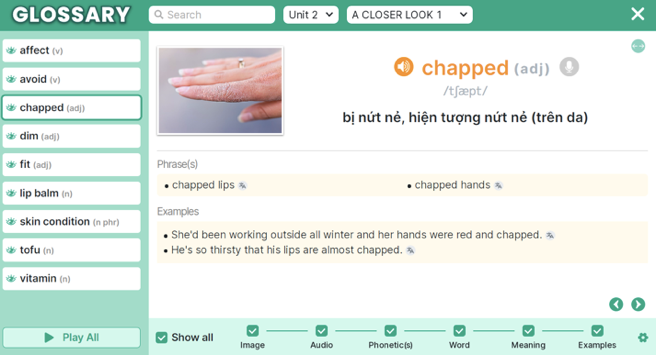 GLOSSARY
Search
Unit 2
A CLOSER LOOK 1
affect (v)
avoid (v)
chapped (adj)
dim (adj)
fit (adj)
lip balm (n)
skin condition (n phr)
tofu (n)
vitamin (n)
Play All
chapped (adj)
/tʃæpt/
bị nứt nẻ, hiện tượng nứt nẻ (trên da)
Phrase(s)
• chapped lips
• chapped hands
Examples
• She'd been working outside all winter and her hands were red and chapped.
• He's so thirsty that his lips are almost chapped.
Show all
Image
Audio
Phonetic(s)
Word
Meaning
Examples